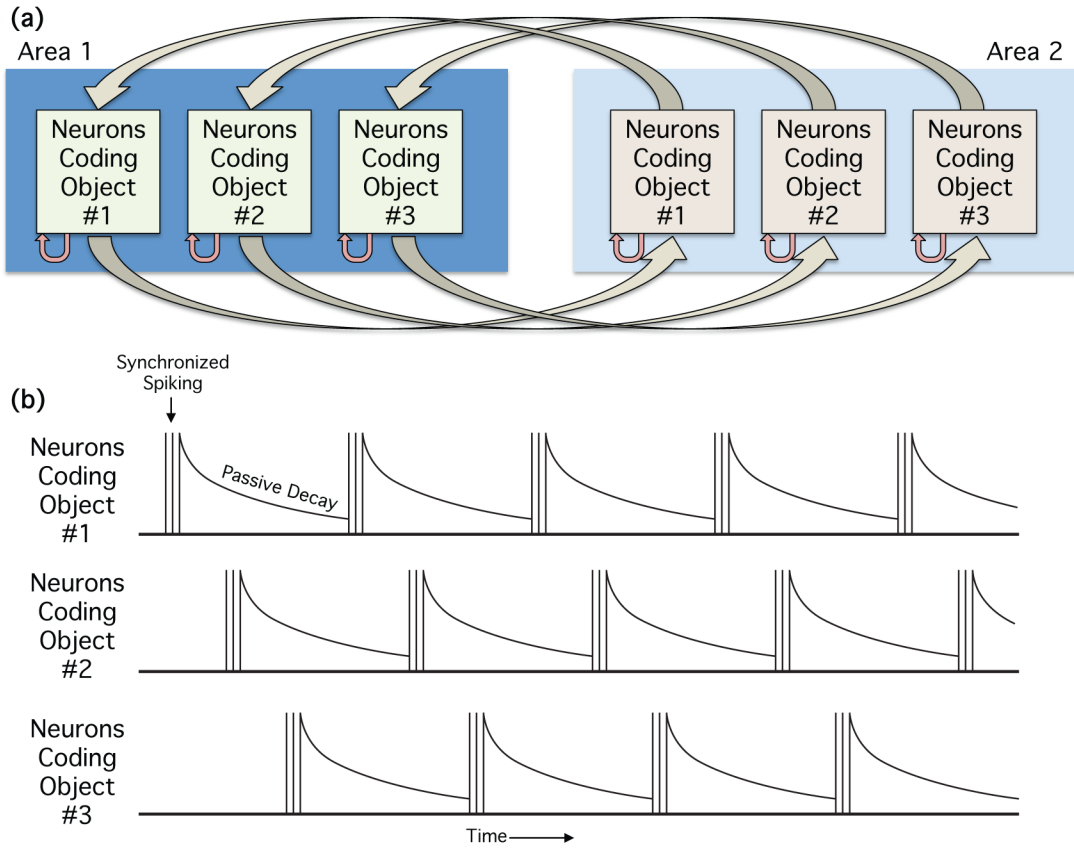 (a)
Area 1
Area 2
Neurons
Coding
Object
#1
Neurons
Coding
Object
#2
Neurons
Coding
Object
#3
Neurons
Coding
Object
#1
Neurons
Coding
Object
#2
Neurons
Coding
Object
#3
Synchronized
Spiking
(b)
Neurons
Coding
Object
#1
Passive Decay
Neurons
Coding
Object
#2
Neurons
Coding
Object
#3
Time